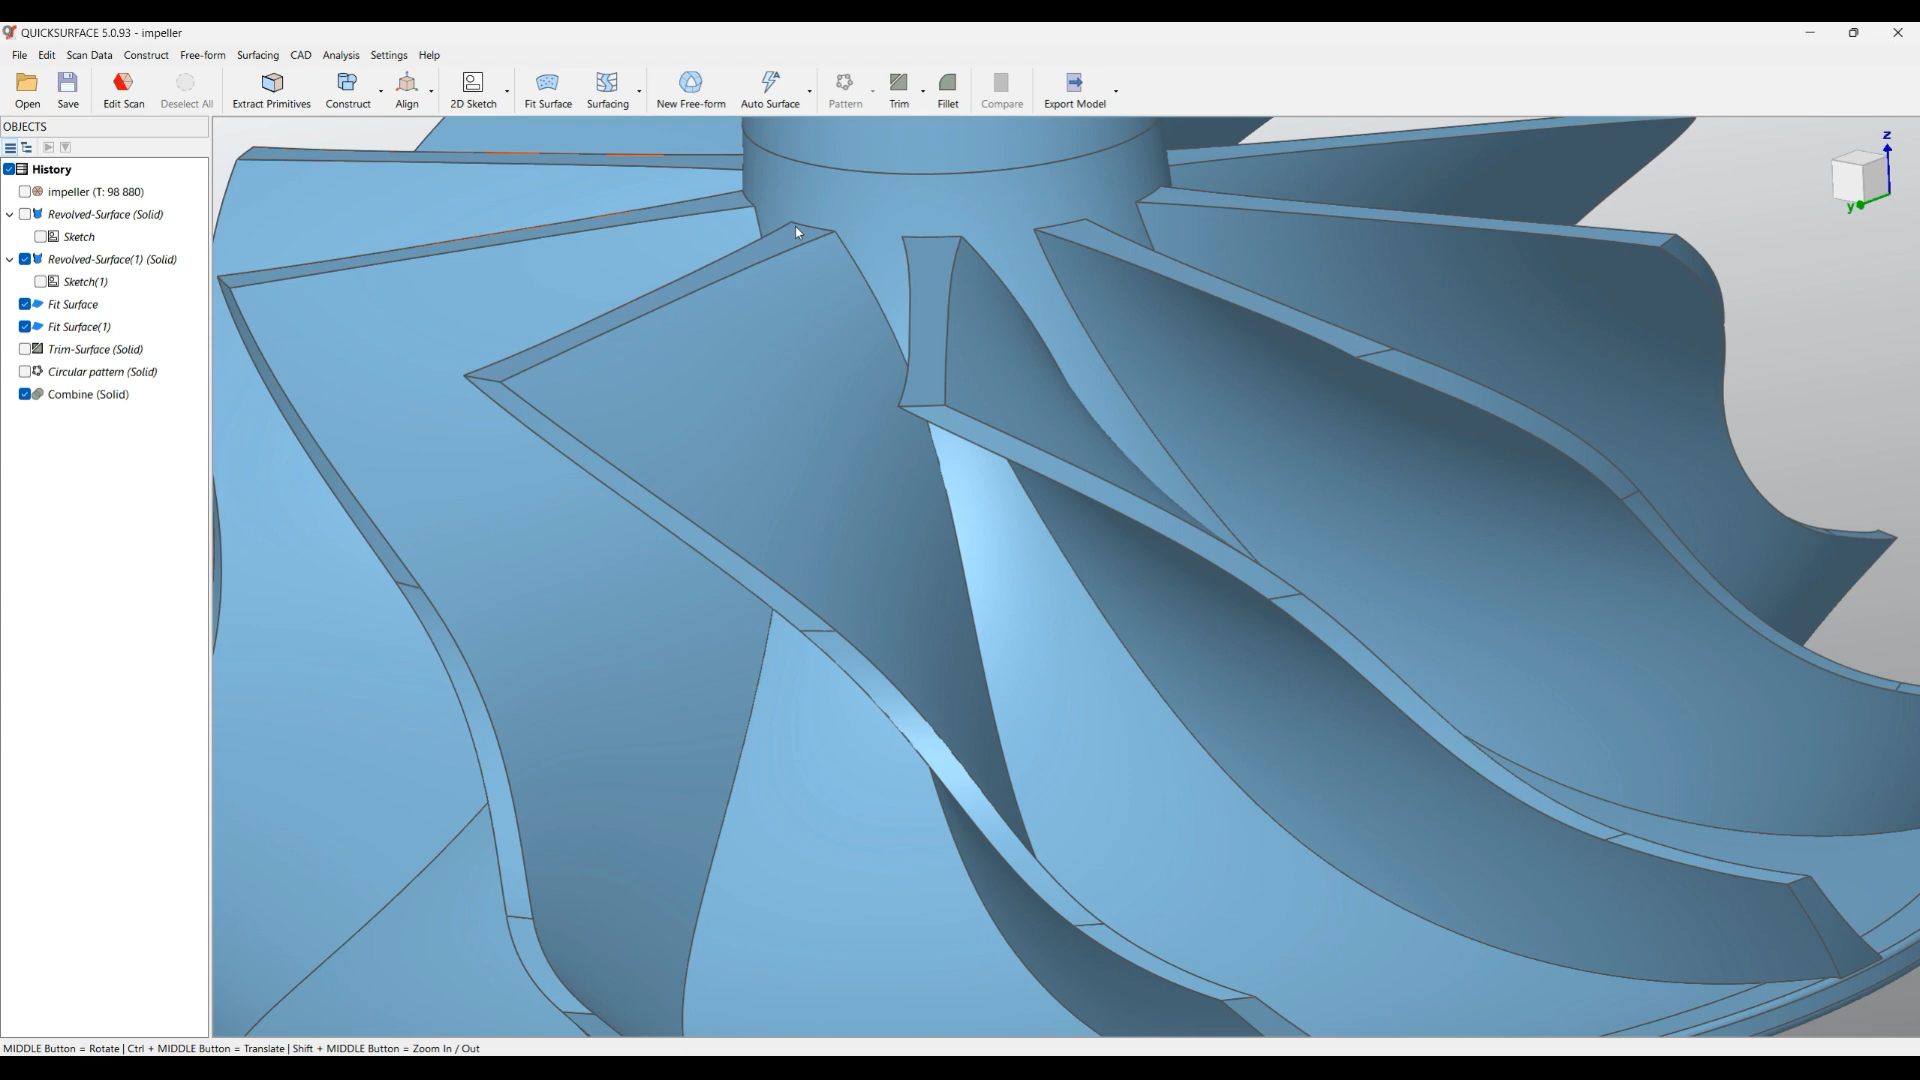 QUICKSURFACE 5.0.93 - impeller
File Edit Scan Data Construct Free-form Surfacing CAD Analysis Settings Help
Open Save Edit Scan Deselect All Extract Primitives Construct Align 2D Sketch Fit Surface Surfacing New Free-form Auto Surface Pattern Trim Fillet Compare Export Model
OBJECTS
History
impeller (T: 98 880)
Revolved-Surface (Solid)
Sketch
Revolved-Surface(1) (Solid)
Sketch(1)
Fit Surface
Fit Surface(1)
Trim-Surface (Solid)
Circular pattern (Solid)
Combine (Solid)
z
y
MIDDLE Button = Rotate | Ctrl + MIDDLE Button = Translate | Shift + MIDDLE Button = Zoom In / Out